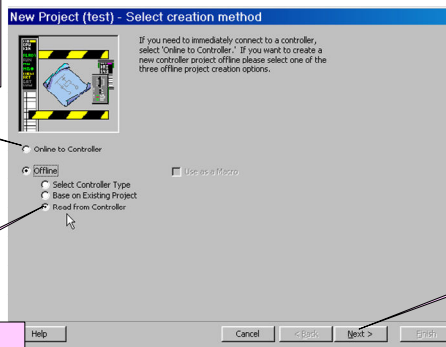 New Project (test) - Select creation method
If you need to immediately connect to a controller,
select 'Online to Controller.' If you want to create a
new controller project offline please select one of the
three offline project creation options.
Online to Controller
Offline
Use as a Macro
Select Controller Type
Base on Existing Project
Read from Controller
Help
Cancel
< Back
Next >
Finish